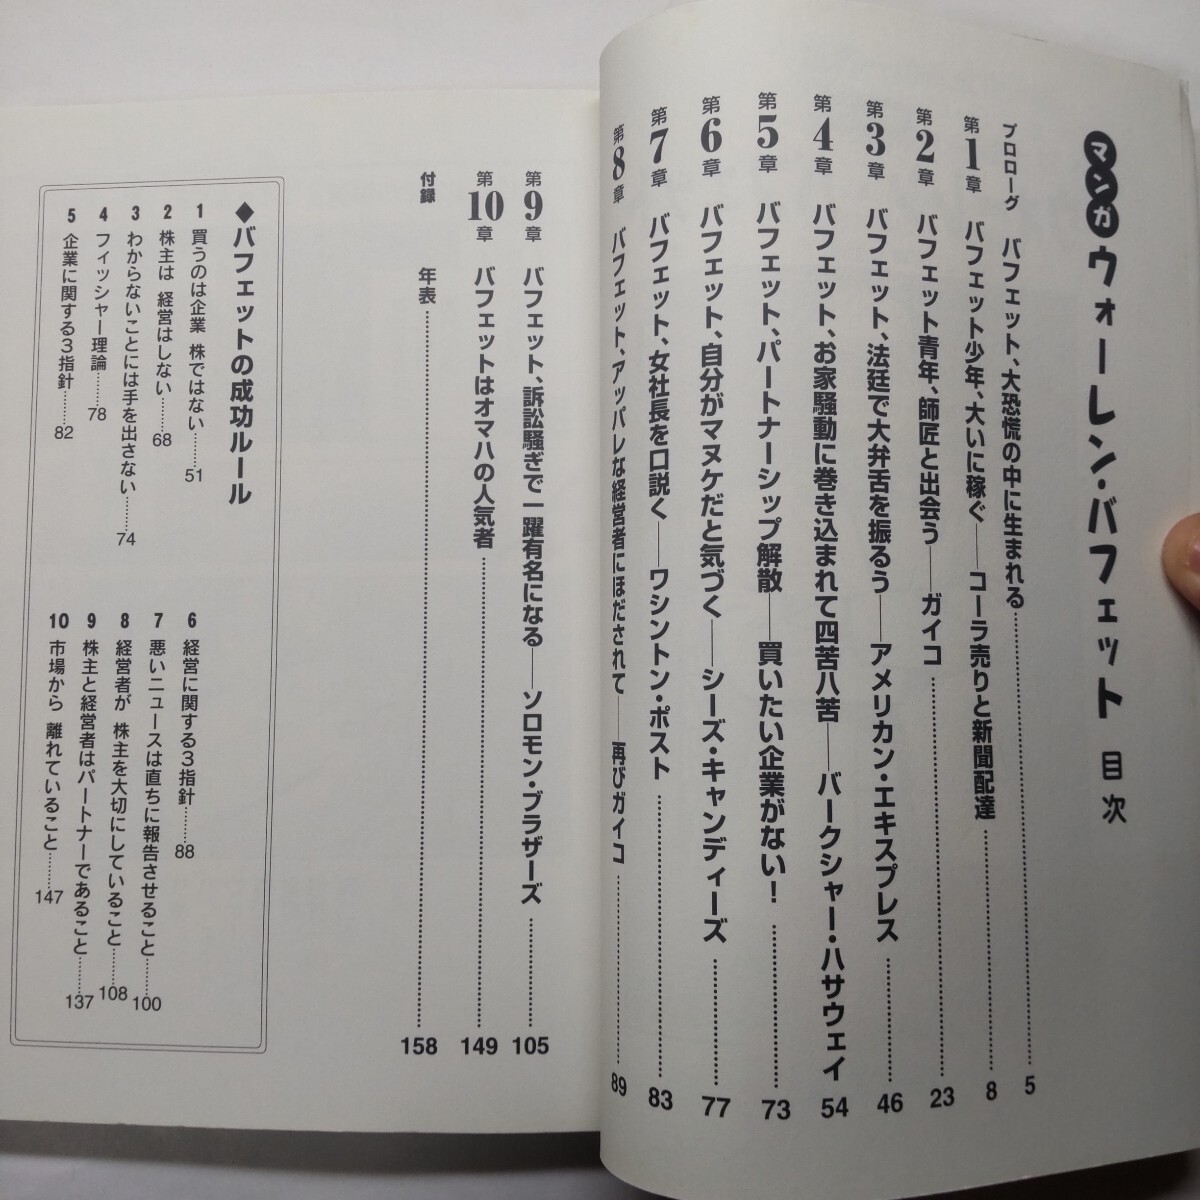 マンガ ウォーレン・バフェット 目次
プロローグ バフェット、大恐慌の中に生まれる…………5
第1章 バフェット少年、大いに稼ぐ——コーラ売りと新聞配達…………8
第2章 バフェット青年、師匠と出会う——ガイコ…………23
第3章 バフェット、法廷で大弁舌を振るう——アメリカン・エキスプレス…………46
第4章 バフェット、お家騒動に巻き込まれて四苦八苦——バークシャー・ハサウェイ 54
第5章 バフェット、パートナーシップ解散——買いたい企業がない！…………73
第6章 バフェット、自分がマヌケだと気づく——シーズ・キャンディーズ…………77
第7章 バフェット、女社長を口説く——ワシントン・ポスト…………83
第8章 バフェット、アッパレな経営者にほだされて——再びガイコ…………89
第9章 バフェット、訴訟騒ぎで一躍有名になる——ソロモン・ブラザーズ…………105
第10章 バフェットはオマハの人気者…………149
付録 年表…………158
◆バフェットの成功ルール
1 買うのは企業 株ではない……51
2 株主は 経営はしない……68
3 わからないことには手を出さない……74
4 フィッシャー理論……78
5 企業に関する3指針……82
6 経営に関する3指針……88
7 悪いニュースは直ちに報告させること……100
8 経営者が 株主を大切にしていること……108
9 株主と経営者はパートナーであること……137
10 市場から 離れていること……147